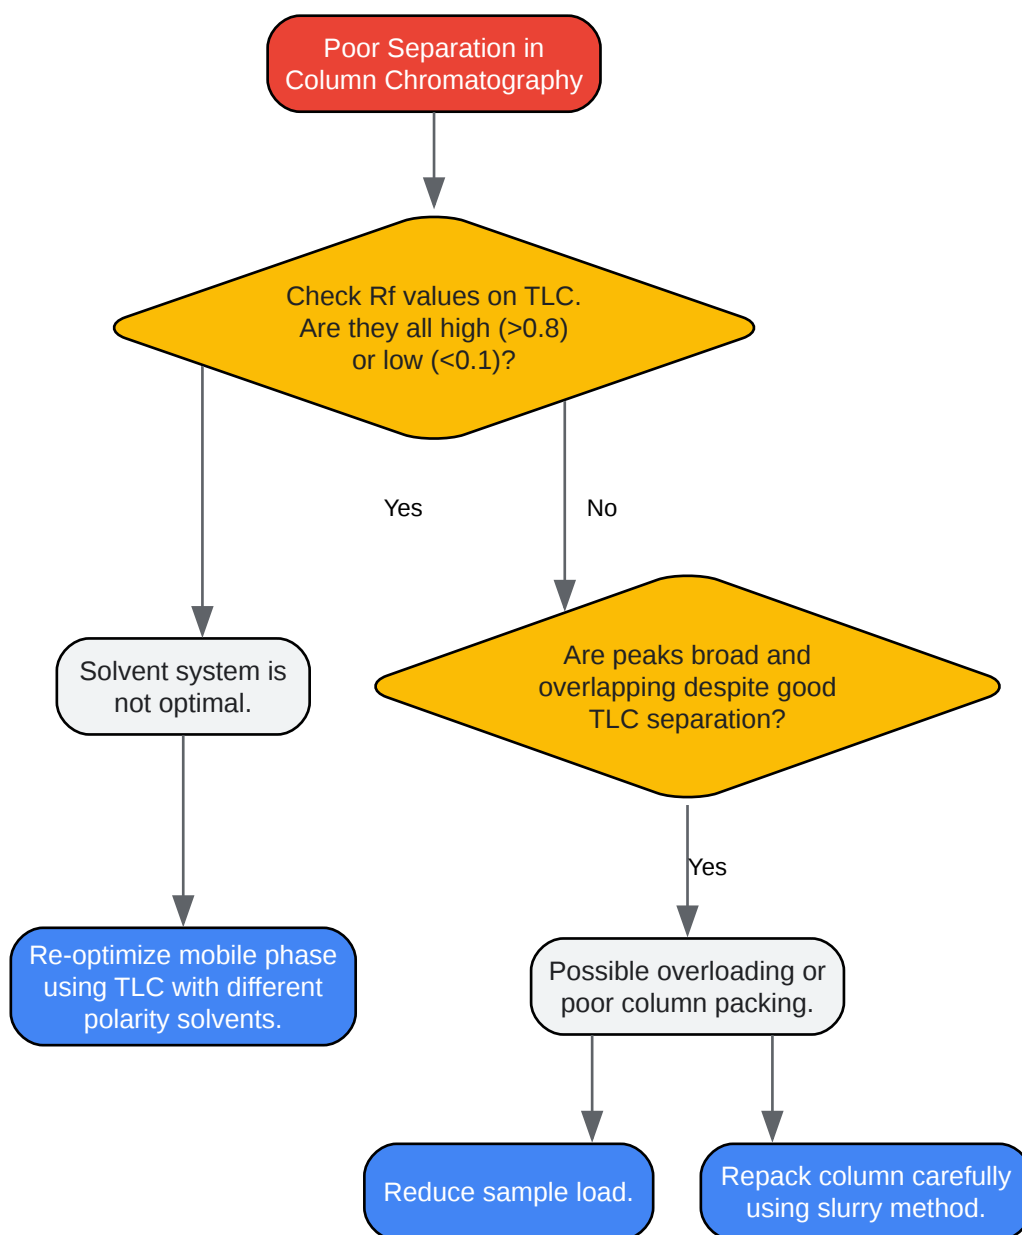 Poor Separation in
Column Chromatography
Check Rf values on TLC.
Are they all high (>0.8)
or low (<0.1)?
Yes
No
Solvent system is
not optimal.
Are peaks broad and
overlapping despite good
TLC separation?
Yes
Re-optimize mobile phase
using TLC with different
polarity solvents.
Possible overloading or
poor column packing.
Reduce sample load.
Repack column carefully
using slurry method.